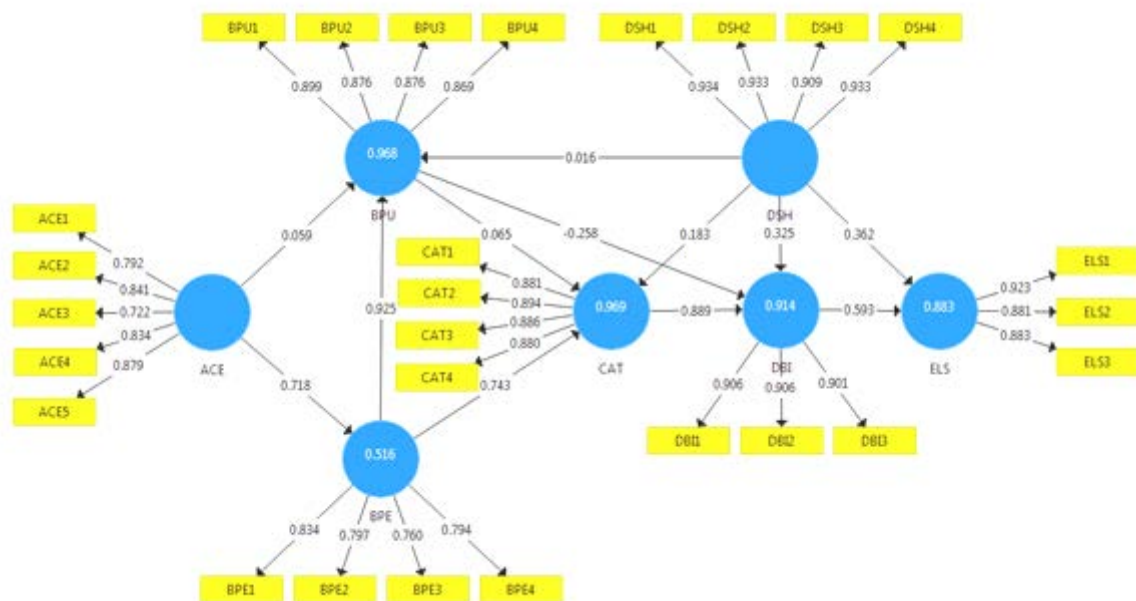 BPU1 BPU2 BPU3 BPU4 DSH1 DSH2 DSH3 DSH4
0.899 0.876 0.876 0.869 0.934 0.933 0.909 0.933
0.968 0.016
BPU DSH
ACE1
0.792
ACE2
0.841
ACE3
0.722
ACE4
0.834
ACE5
0.879
ACE
0.059
0.718
0.925
0.065
-0.258
0.183
0.325
0.362
CAT1
0.881
CAT2
0.894
CAT3
0.886
CAT4
0.880
0.743
0.969
CAT
0.889
0.914
DBI
0.593
0.883
ELS
0.923 ELS1
0.881 ELS2
0.883 ELS3
0.906 0.906 0.901
DBI1 DBI2 DBI3
0.516
BPE
0.834 0.797 0.760 0.794
BPE1 BPE2 BPE3 BPE4